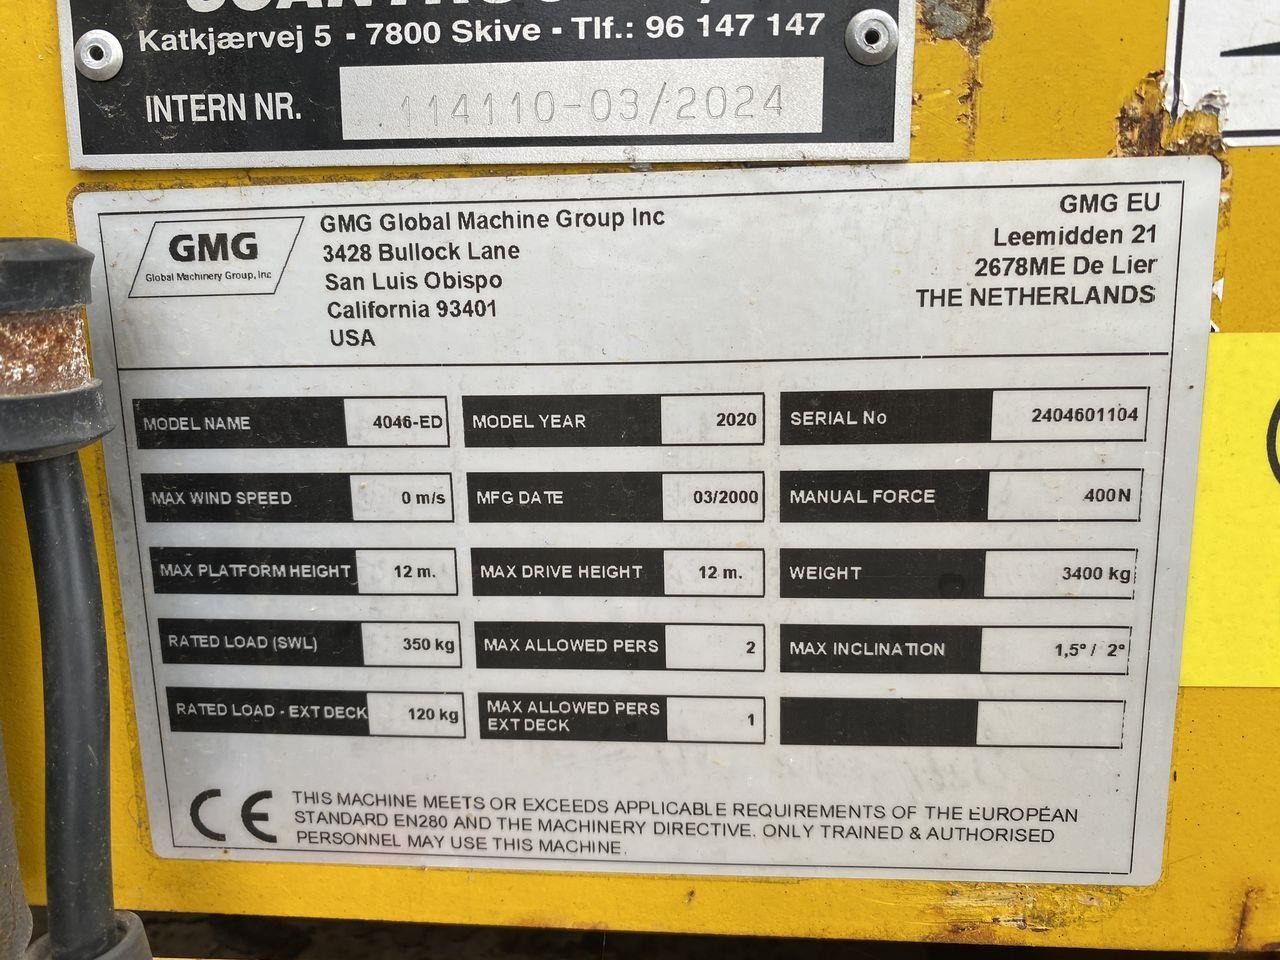 Katkjærvej 5 - 7800 Skive - Tlf.: 96 147 147
INTERN NR. 114110-03/2024
GMG
Global Machinery Group, Inc
GMG Global Machine Group Inc
3428 Bullock Lane
San Luis Obispo
California 93401
USA
GMG EU
Leemidden 21
2678ME De Lier
THE NETHERLANDS
MODEL NAME 4046-ED MODEL YEAR 2020 SERIAL No 2404601104
MAX WIND SPEED 0 m/s MFG DATE 03/2000 MANUAL FORCE 400N
MAX PLATFORM HEIGHT 12 m. MAX DRIVE HEIGHT 12 m. WEIGHT 3400 kg
RATED LOAD (SWL) 350 kg MAX ALLOWED PERS 2 MAX INCLINATION 1,5° / 2°
RATED LOAD - EXT DECK 120 kg MAX ALLOWED PERS EXT DECK 1
CE
THIS MACHINE MEETS OR EXCEEDS APPLICABLE REQUIREMENTS OF THE EUROPEAN
STANDARD EN280 AND THE MACHINERY DIRECTIVE. ONLY TRAINED & AUTHORISED
PERSONNEL MAY USE THIS MACHINE.